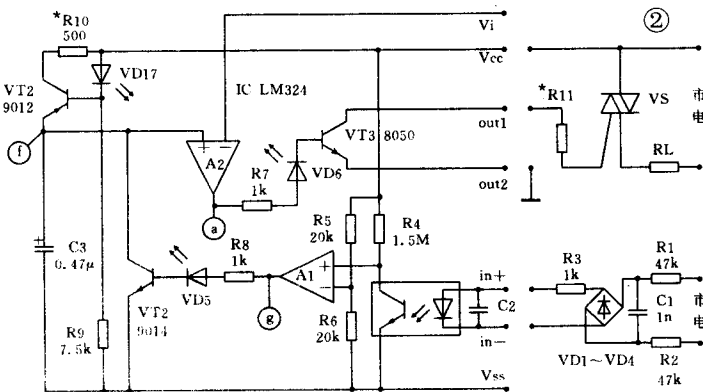 *R10
500
VD17
VT2
9012
f
C3
0.47μ
R9
7.5k
VT2
9014
VD5
R8
1k
g
A1
A2
IC LM324
a
R7
1k
VD6
VT3 8050
R5
20k
R4
1.5M
R6
20k
Vi
Vcc
out1
out2
in+
C2
in−
Vss
②
*R11
VS
RL
市
电
R3
1k
R1
47k
C1
1n
市
电
R2
47k
VD1～VD4